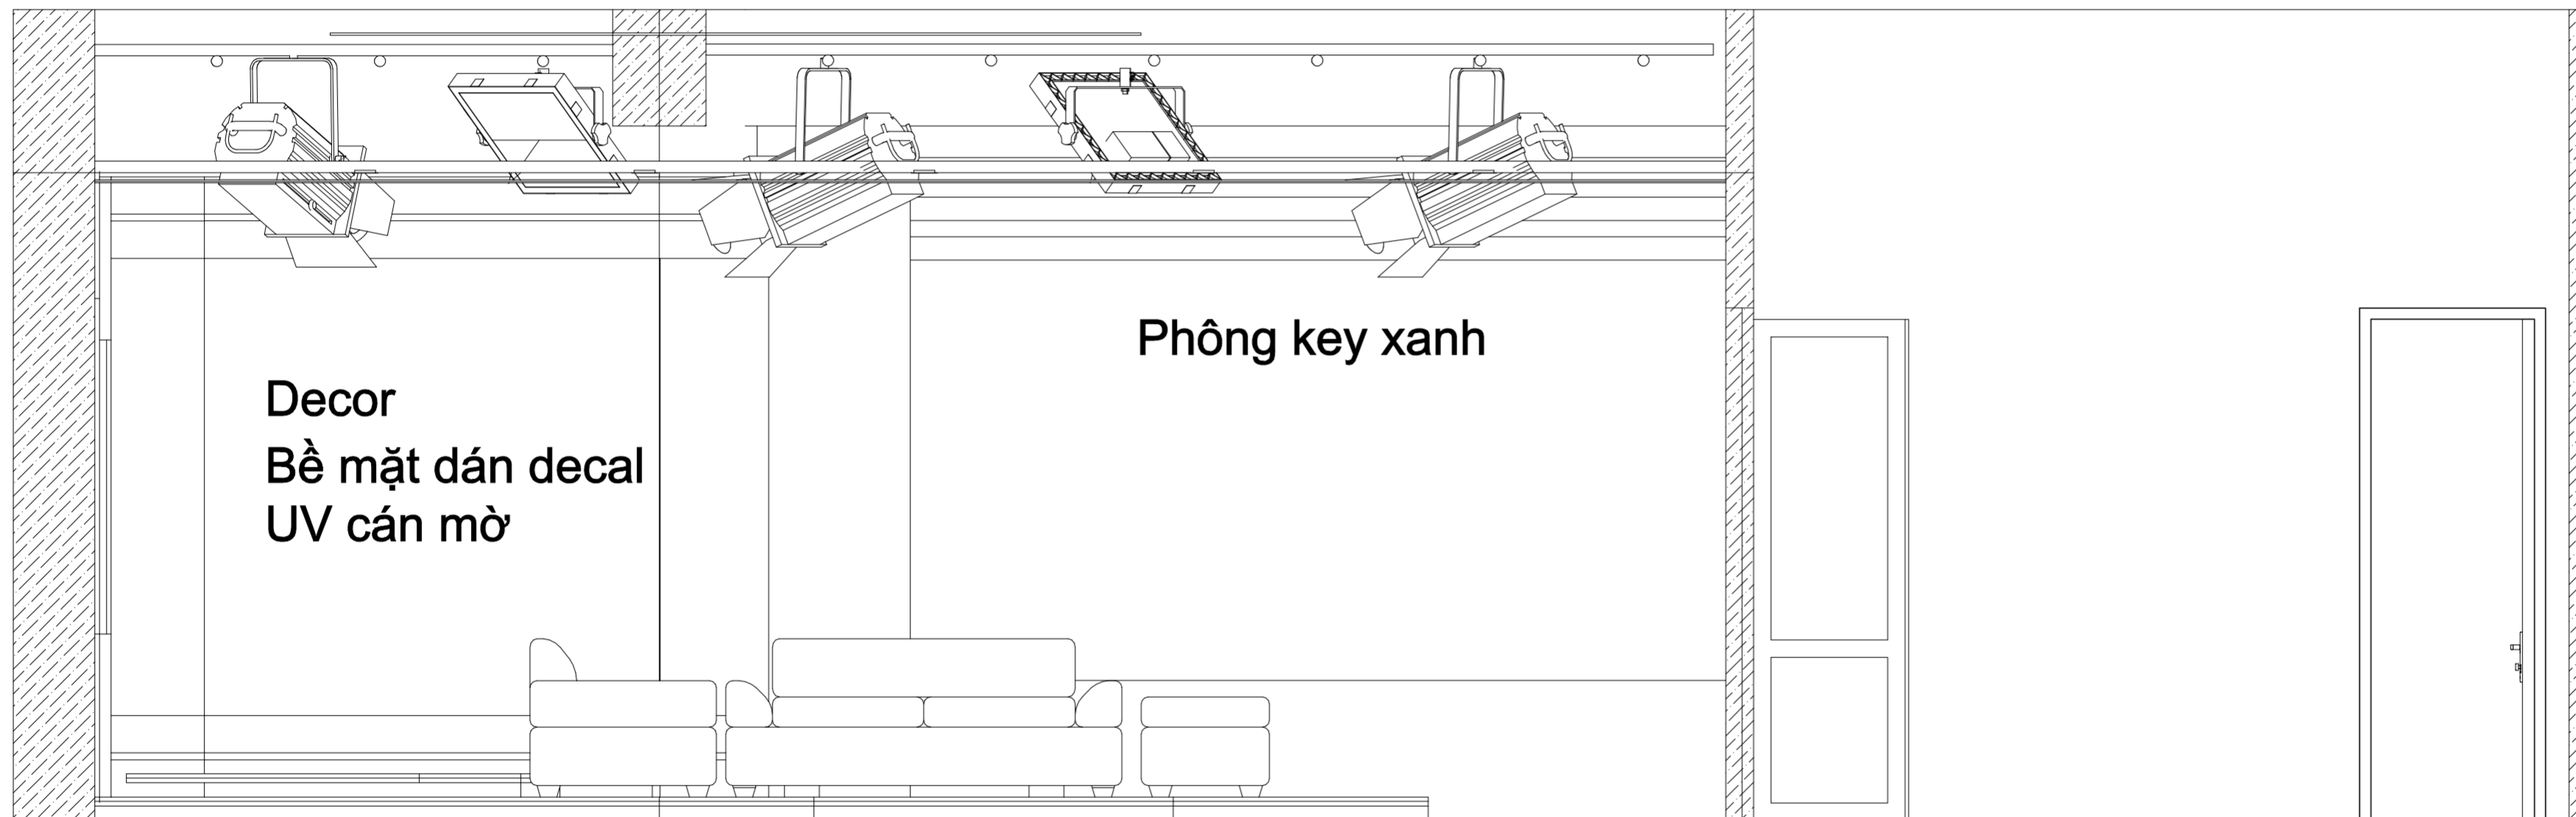 Phông key xanh
Decor
Bề mặt dán decal
UV cán mờ